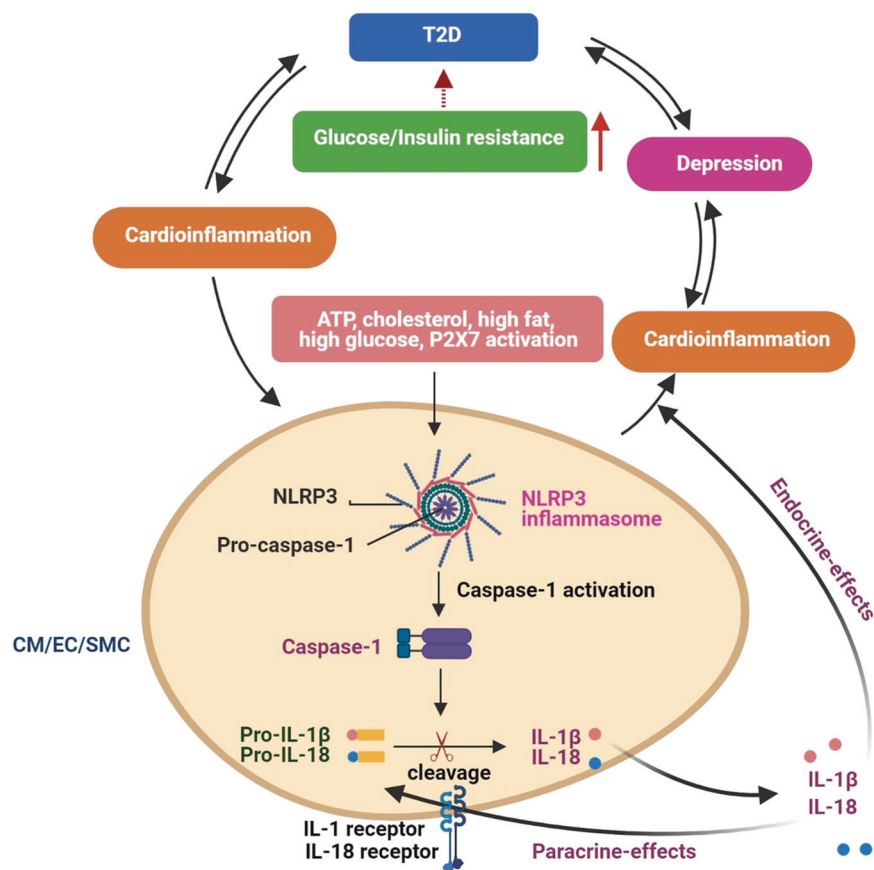 T2D
Glucose/Insulin resistance
Depression
Cardioinflammation
ATP, cholesterol, high fat,
high glucose, P2X7 activation
Cardioinflammation
NLRP3
NLRP3
inflammasome
Pro-caspase-1
Caspase-1 activation
CM/EC/SMC
Caspase-1
Pro-IL-1β
Pro-IL-18
IL-1β
IL-18
cleavage
Endocrine-effects
IL-1β
IL-18
IL-1 receptor
IL-18 receptor
Paracrine-effects